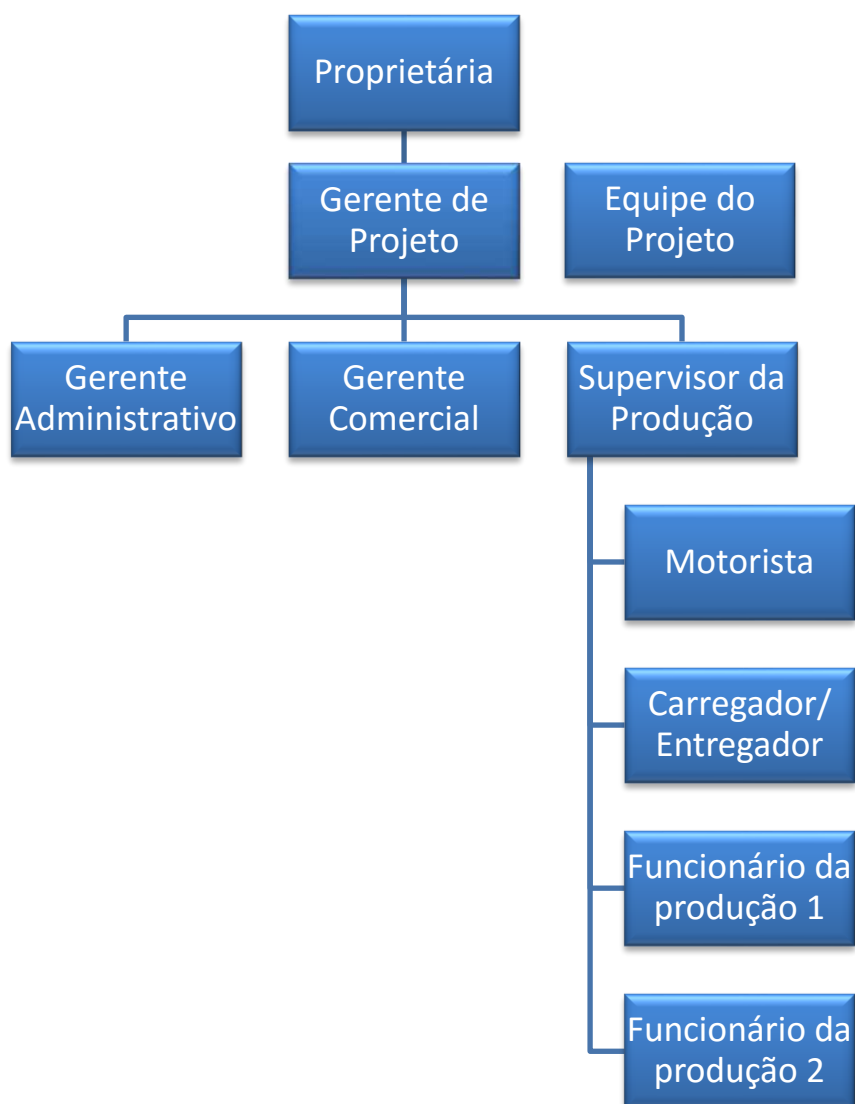 Proprietária
Gerente de
Projeto
Equipe do
Projeto
Gerente
Administrativo
Gerente
Comercial
Supervisor da
Produção
Motorista
Carregador/
Entregador
Funcionário da
produção 1
Funcionário da
produção 2